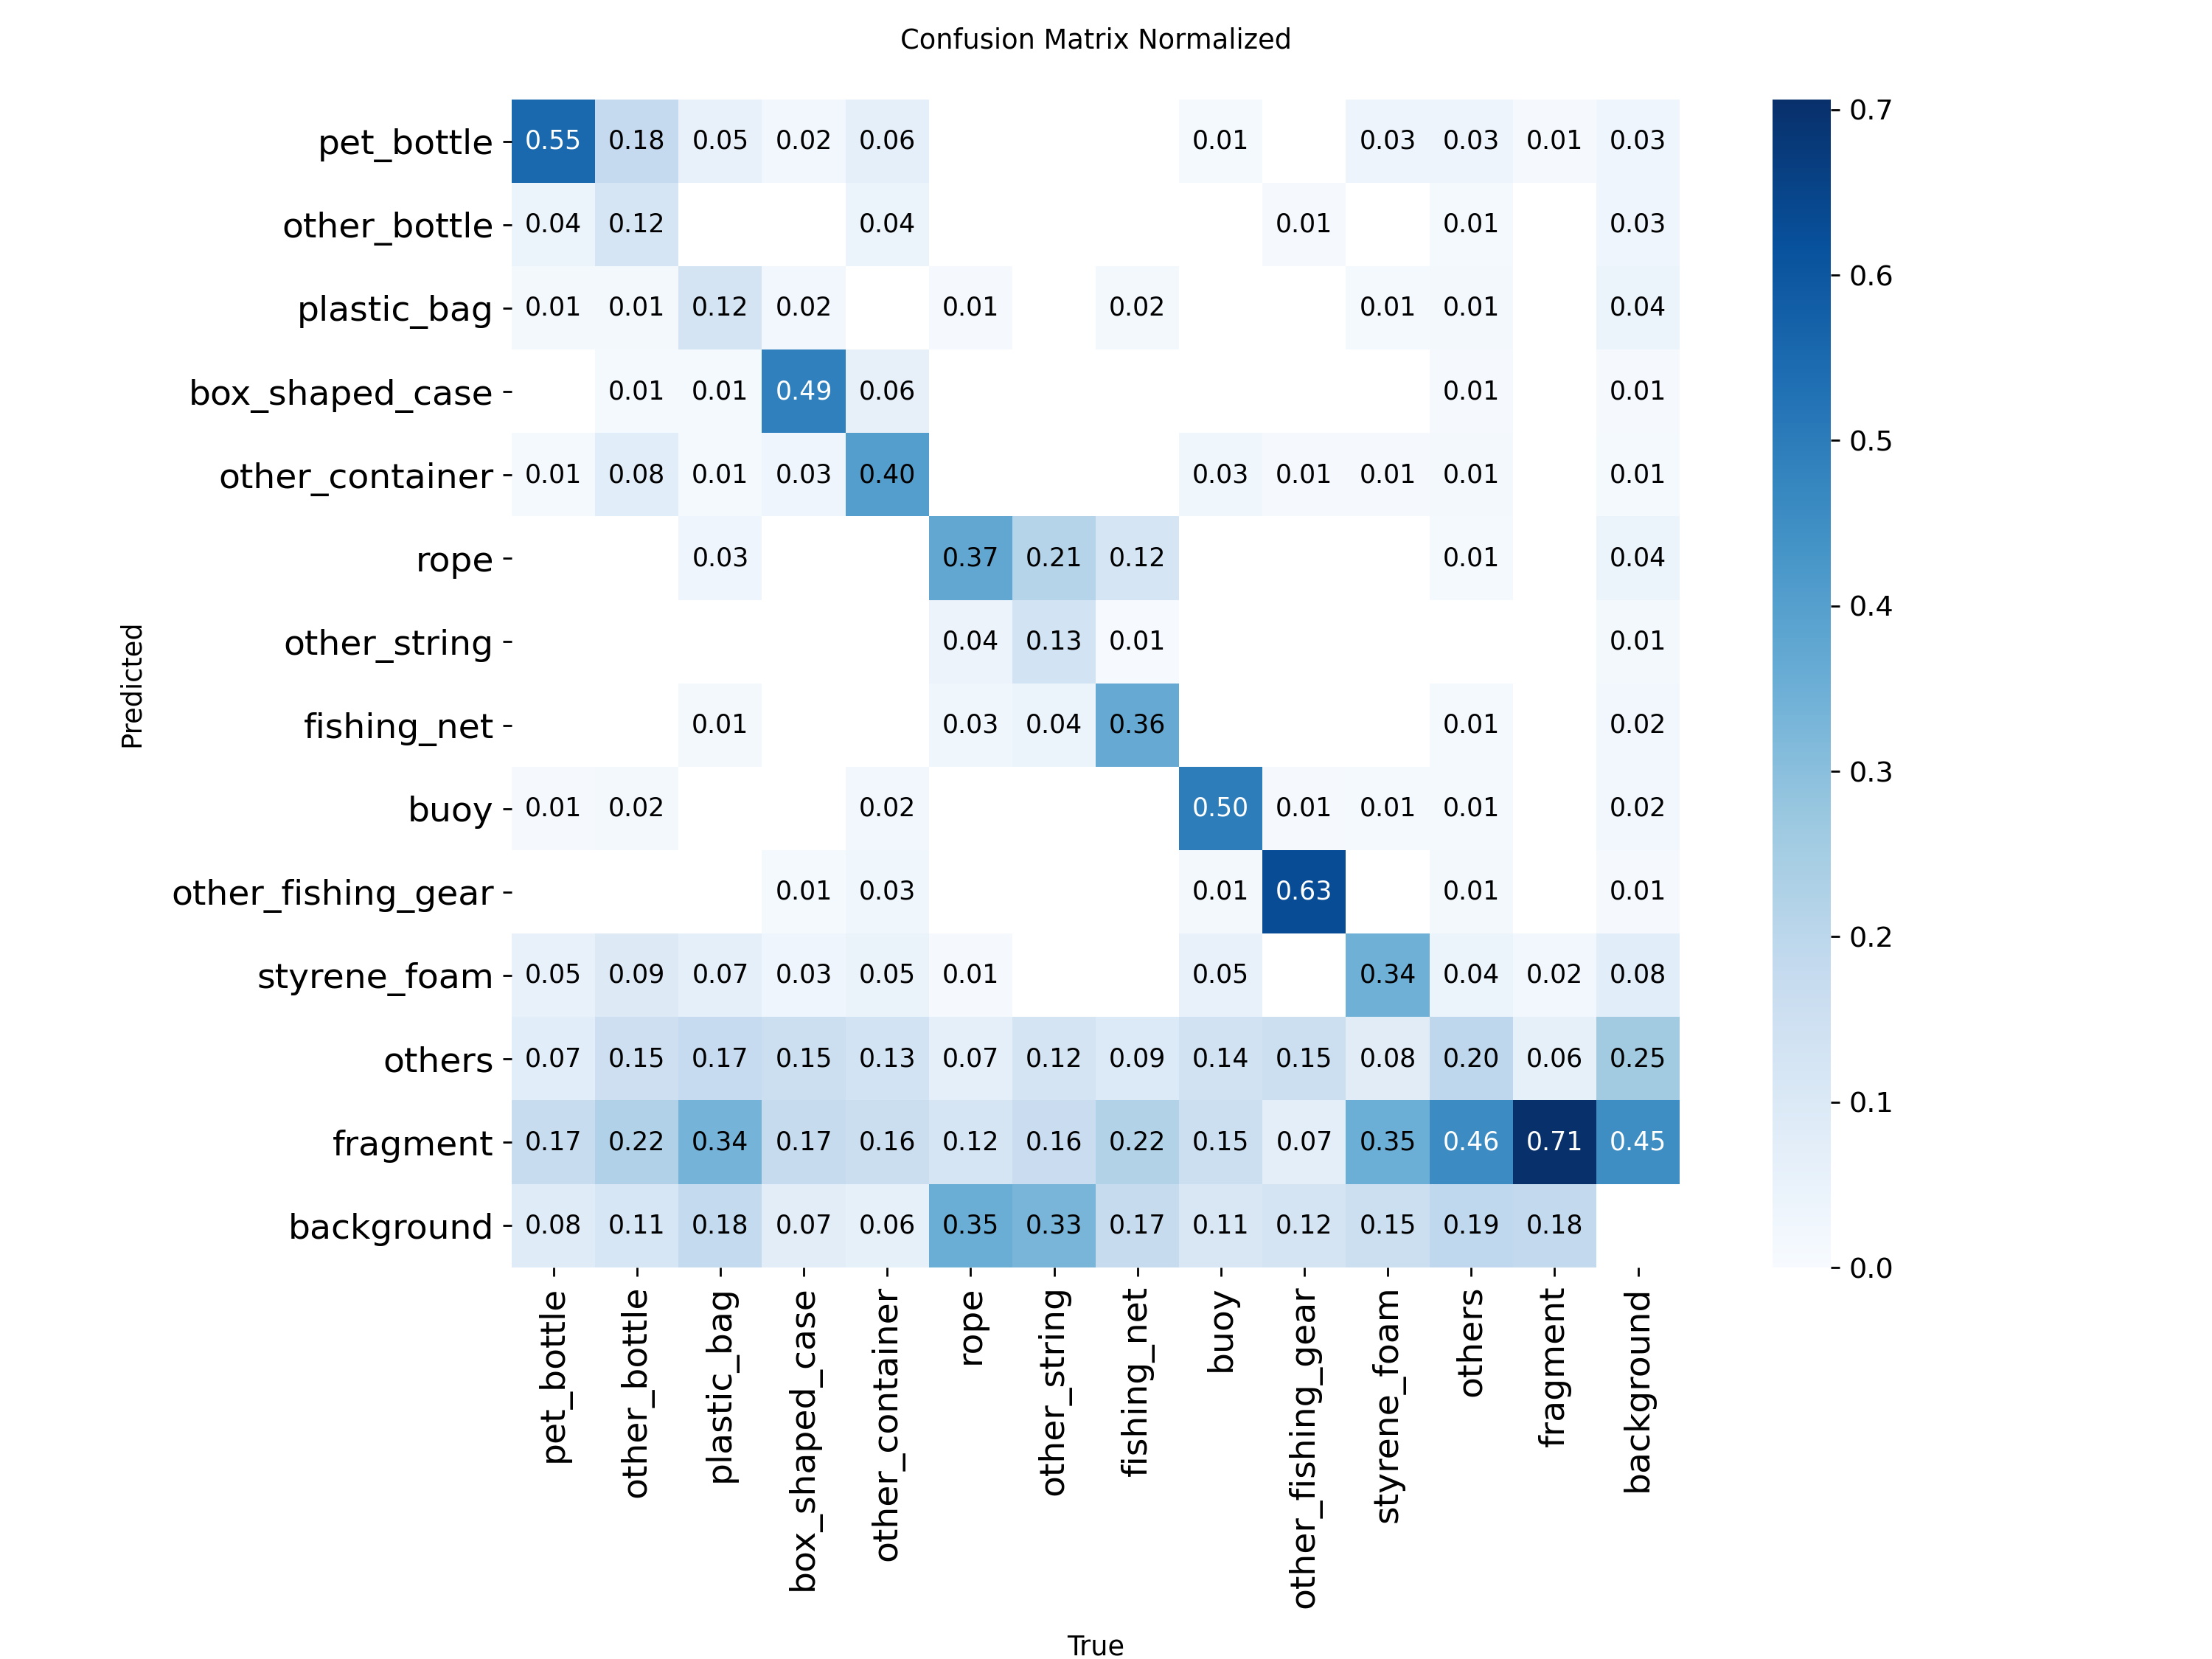 Confusion Matrix Normalized
pet_bottle 0.55 0.18 0.05 0.02 0.06 0.01 0.03 0.03 0.01 0.03
other_bottle 0.04 0.12 0.04 0.01 0.01 0.03
plastic_bag 0.01 0.01 0.12 0.02 0.01 0.02 0.01 0.01 0.04
box_shaped_case 0.01 0.01 0.49 0.06 0.01 0.01
other_container 0.01 0.08 0.01 0.03 0.40 0.03 0.01 0.01 0.01 0.01
rope 0.03 0.37 0.21 0.12 0.01 0.04
other_string 0.04 0.13 0.01 0.01
fishing_net 0.01 0.03 0.04 0.36 0.01 0.02
buoy 0.01 0.02 0.02 0.50 0.01 0.01 0.01 0.02
other_fishing_gear 0.01 0.03 0.01 0.63 0.01 0.01
styrene_foam 0.05 0.09 0.07 0.03 0.05 0.01 0.05 0.34 0.04 0.02 0.08
others 0.07 0.15 0.17 0.15 0.13 0.07 0.12 0.09 0.14 0.15 0.08 0.20 0.06 0.25
fragment 0.17 0.22 0.34 0.17 0.16 0.12 0.16 0.22 0.15 0.07 0.35 0.46 0.71 0.45
background 0.08 0.11 0.18 0.07 0.06 0.35 0.33 0.17 0.11 0.12 0.15 0.19 0.18
Predicted
pet_bottle
other_bottle
plastic_bag
box_shaped_case
other_container
rope
other_string
fishing_net
buoy
other_fishing_gear
styrene_foam
others
fragment
background
True
0.7
0.6
0.5
0.4
0.3
0.2
0.1
0.0